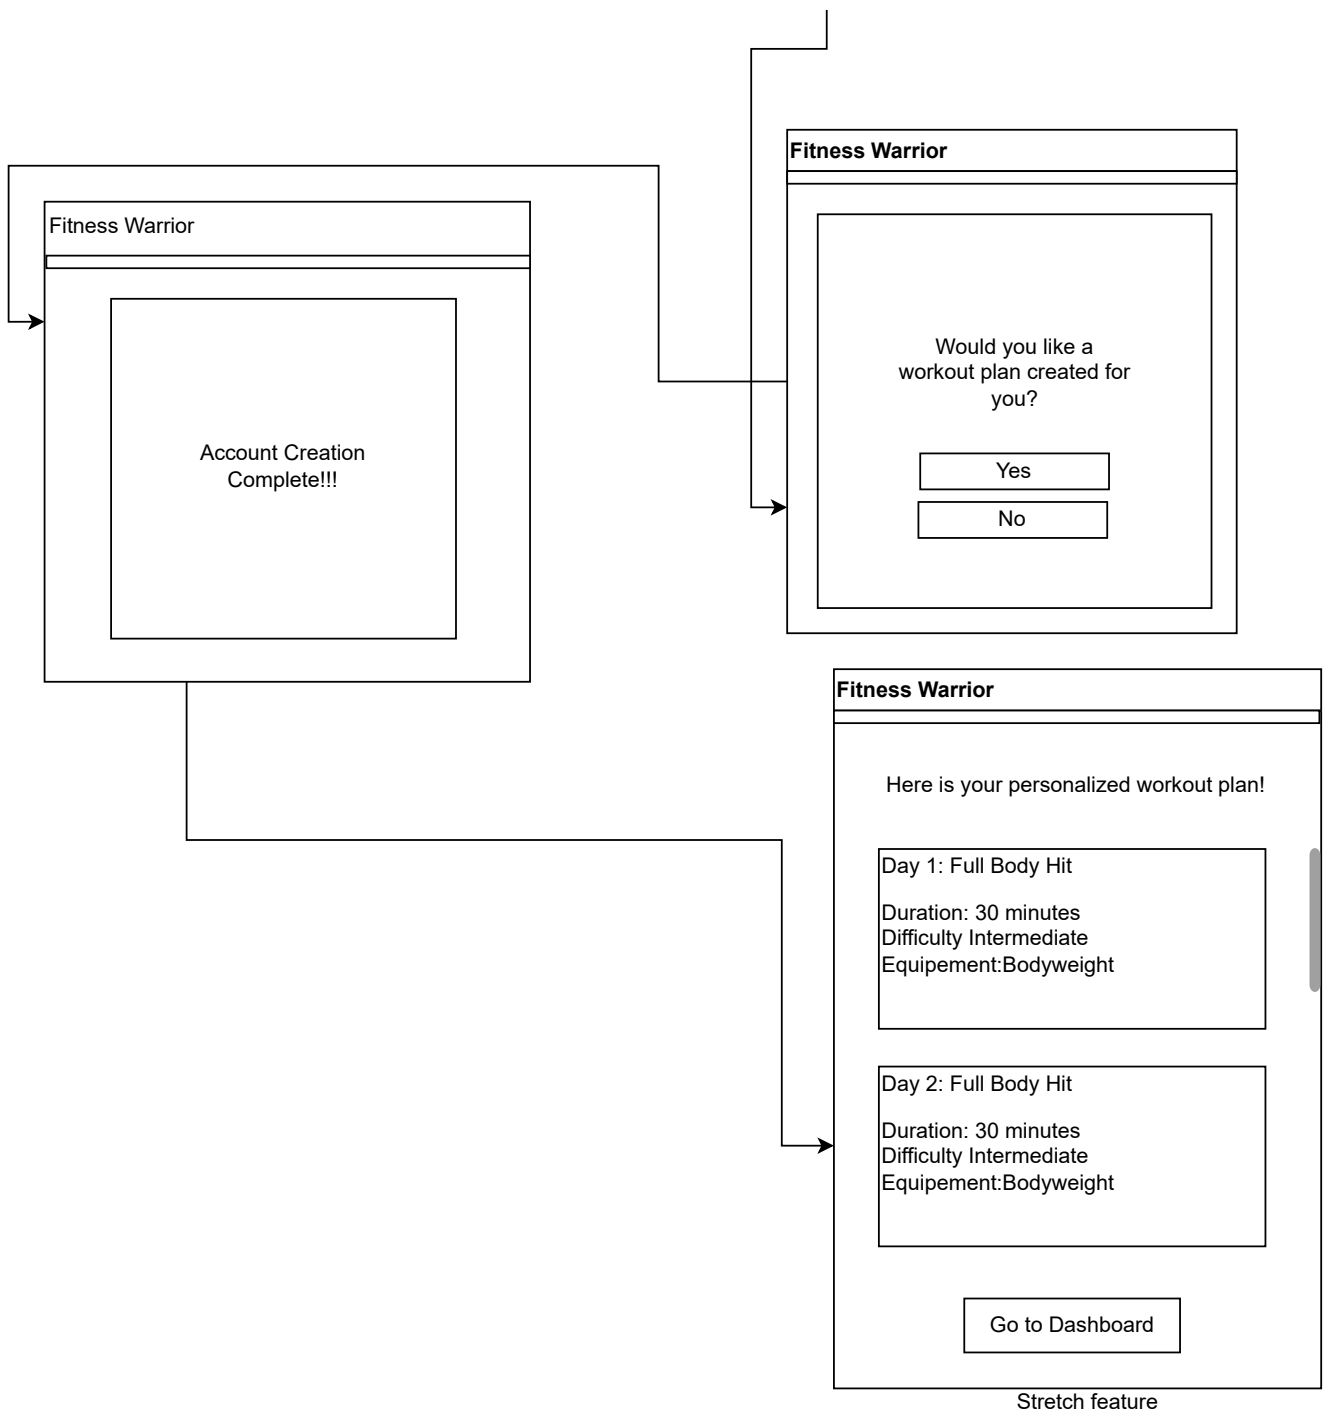 Fitness Warrior
Would you like a
workout plan created for
you?
Yes
No
Fitness Warrior
Account Creation
Complete!!!
Fitness Warrior
Here is your personalized workout plan!
Day 1: Full Body Hit
Duration: 30 minutes
Difficulty Intermediate
Equipement:Bodyweight
Day 2: Full Body Hit
Duration: 30 minutes
Difficulty Intermediate
Equipement:Bodyweight
Go to Dashboard
Stretch feature